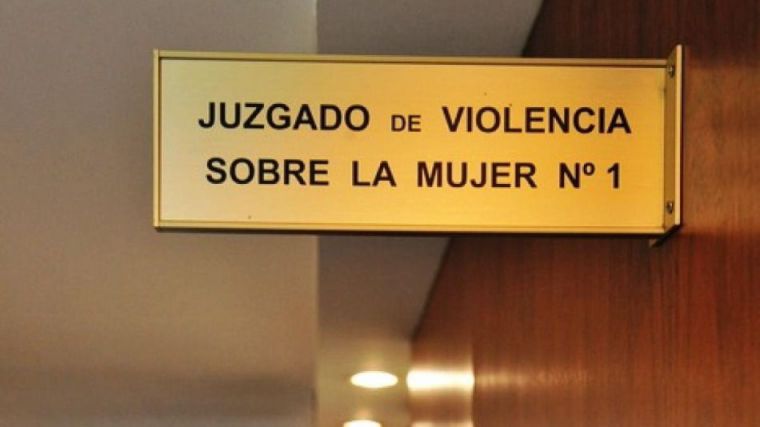 JUZGADO DE VIOLENCIA
SOBRE LA MUJER Nº 1